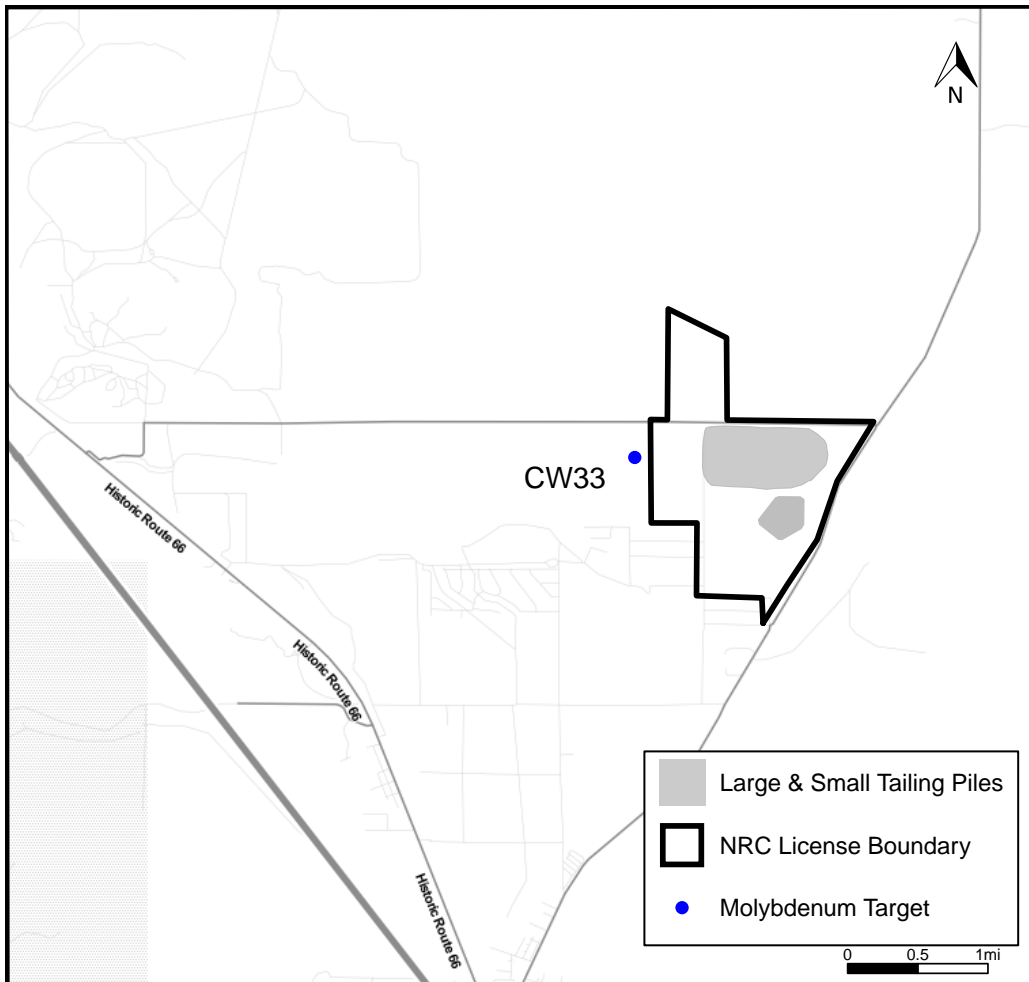 N
CW33
Historic Route 66
Historic Route 66
Historic Route 66
Large & Small Tailing Piles
NRC License Boundary
Molybdenum Target
0 0.5 1mi